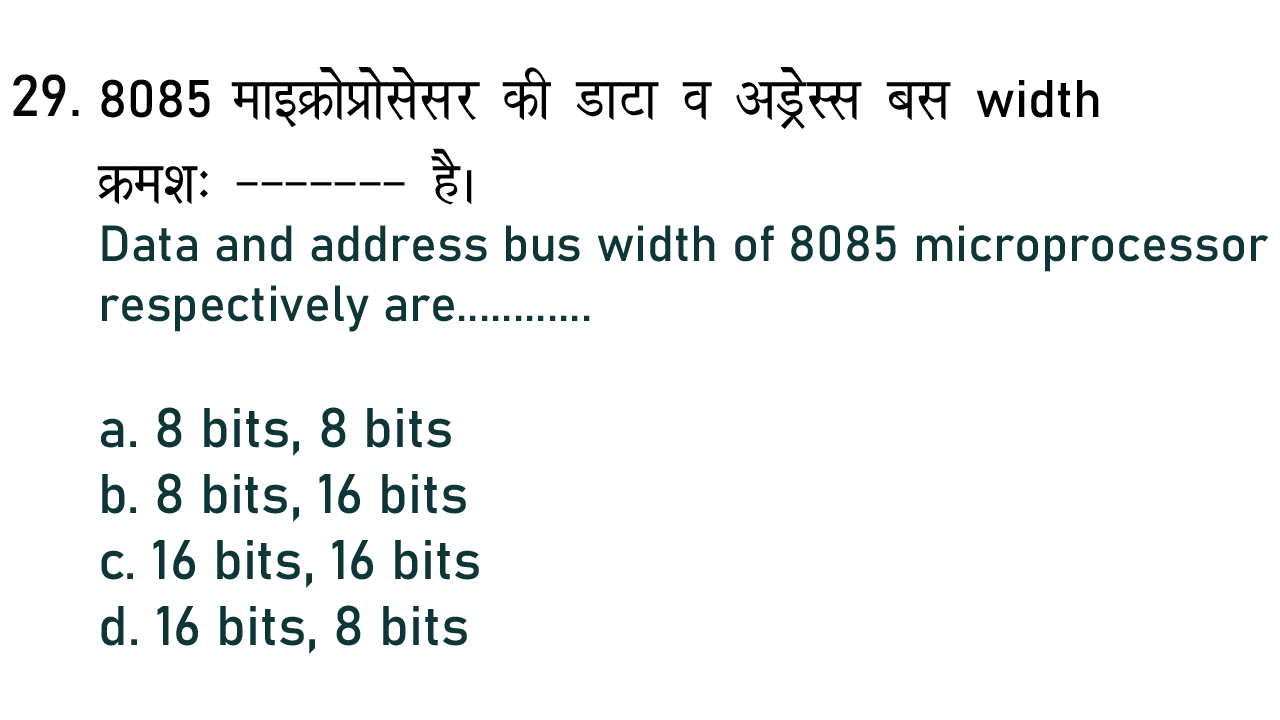 29. 8085 माइक्रोप्रोसेसर की डाटा व अड्रेस्स बस width
क्रमशः ------- है।
Data and address bus width of 8085 microprocessor
respectively are............
a. 8 bits, 8 bits
b. 8 bits, 16 bits
c. 16 bits, 16 bits
d. 16 bits, 8 bits